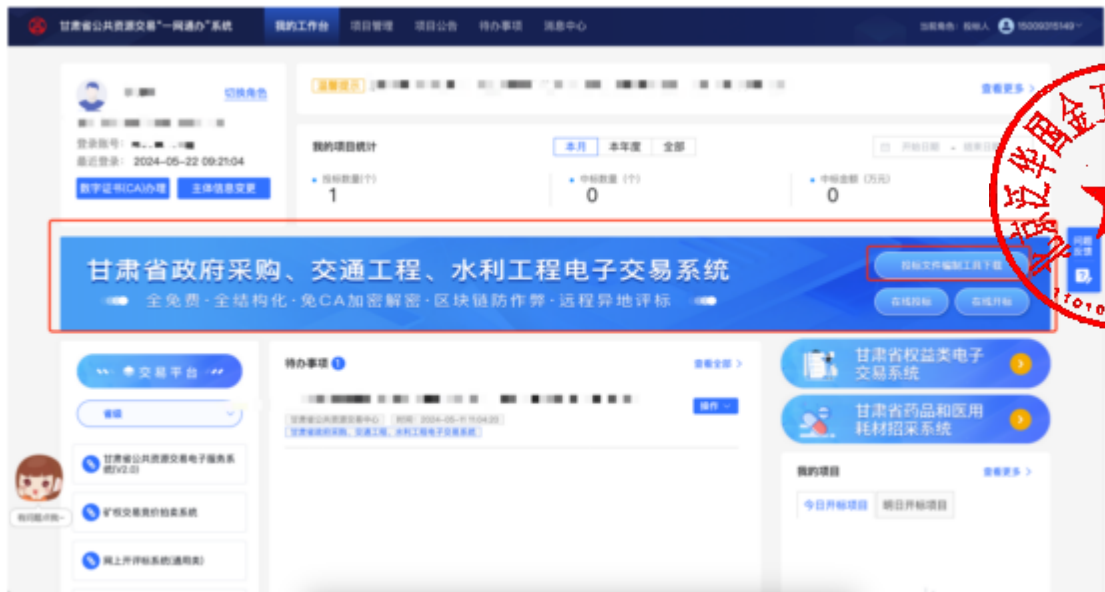 甘肃省公共资源交易“一网通办”系统
我的工作台 项目管理 项目公告 待办事项 消息中心
当前角色: 投标人 15009315149
切换角色
温馨提示
查看更多 >
登录账号:
最近登录: 2024-05-22 09:21:04
数字证书(CA)办理 主体信息变更
我的项目统计
本月 本年度 全部
开始日期 - 结束日期
投标数量(个)
1
中标数量 (个)
0
中标金额 (万元)
0
甘肃省政府采购、交通工程、水利工程电子交易系统
全免费·全结构化·免CA加密解密·区块链防作弊·远程异地评标
投标文件编制工具下载
在线投标 在线开标
问题反馈
交易平台
省级
待办事项 1
查看全部 >
操作
甘肃省公共资源交易中心 时间: 2024-05-11 11:04:20
甘肃省政府采购、交通工程、水利工程电子交易系统
甘肃省权益类电子
交易系统
甘肃省药品和医用
耗材招采系统
甘肃省公共资源交易电子服务系
统(V2.0)
矿权交易竞价拍卖系统
网上开评标系统(通用类)
我的项目
查看更多 >
今日开标项目 明日开标项目
有问题点我~